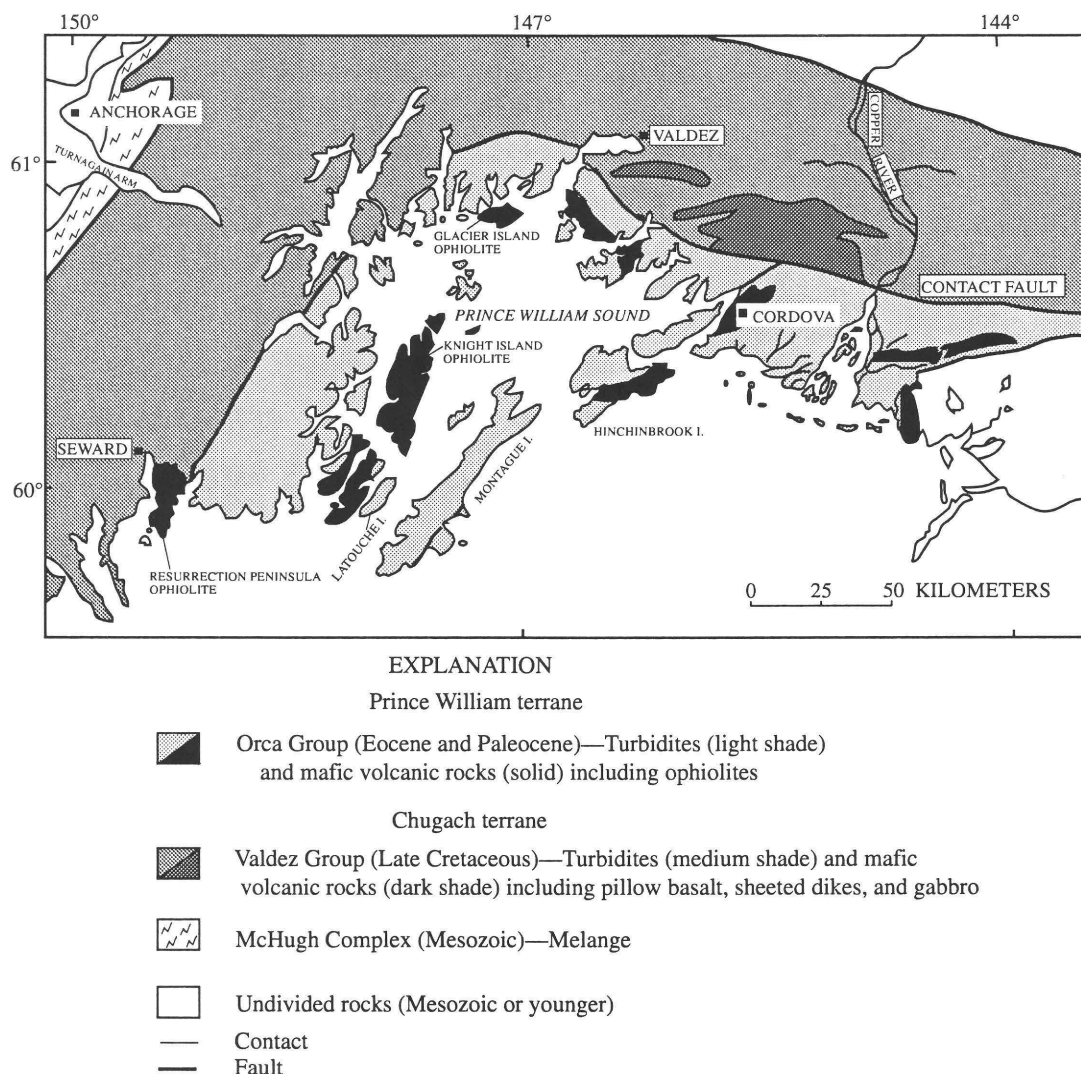 150°
147°
144°
ANCHORAGE
TURNAGAIN ARM
61°
VALDEZ
COPPER
RIVER
GLACIER ISLAND
OPHIOLITE
CONTACT FAULT
PRINCE WILLIAM SOUND
CORDOVA
KNIGHT ISLAND
OPHIOLITE
HINCHINBROOK I.
SEWARD
MONTAGUE I.
60°
LATOUCHE I.
RESURRECTION PENINSULA
OPHIOLITE
0 25 50 KILOMETERS
EXPLANATION
Prince William terrane
Orca Group (Eocene and Paleocene)—Turbidites (light shade)
and mafic volcanic rocks (solid) including ophiolites
Chugach terrane
Valdez Group (Late Cretaceous)—Turbidites (medium shade) and mafic
volcanic rocks (dark shade) including pillow basalt, sheeted dikes, and gabbro
McHugh Complex (Mesozoic)—Melange
Undivided rocks (Mesozoic or younger)
Contact
Fault